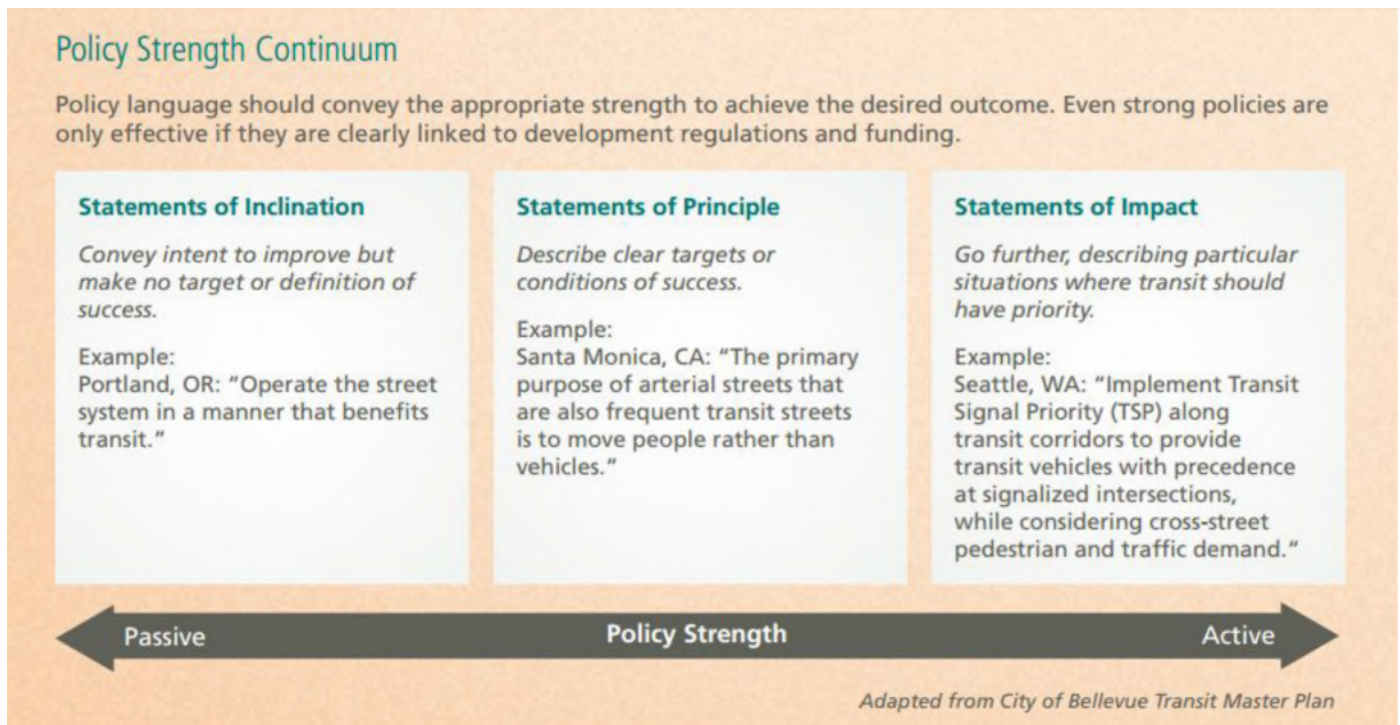 Policy Strength Continuum
Policy language should convey the appropriate strength to achieve the desired outcome. Even strong policies are
only effective if they are clearly linked to development regulations and funding.
Statements of Inclination
Convey intent to improve but
make no target or definition of
success.
Example:
Portland, OR: “Operate the street
system in a manner that benefits
transit.”
Statements of Principle
Describe clear targets or
conditions of success.
Example:
Santa Monica, CA: “The primary
purpose of arterial streets that
are also frequent transit streets
is to move people rather than
vehicles.”
Statements of Impact
Go further, describing particular
situations where transit should
have priority.
Example:
Seattle, WA: “Implement Transit
Signal Priority (TSP) along
transit corridors to provide
transit vehicles with precedence
at signalized intersections,
while considering cross-street
pedestrian and traffic demand.”
Passive Policy Strength Active
Adapted from City of Bellevue Transit Master Plan